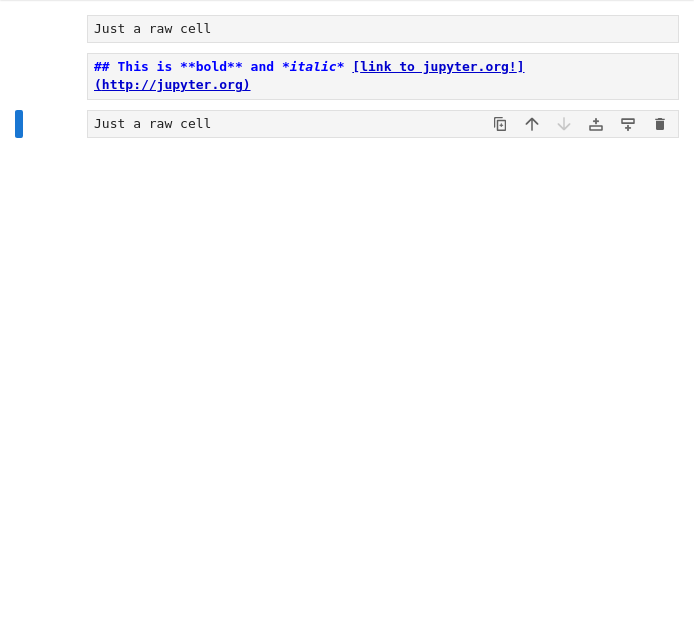 Just a raw cell
## This is **bold** and *italic* [link to jupyter.org!]
(http://jupyter.org)
Just a raw cell